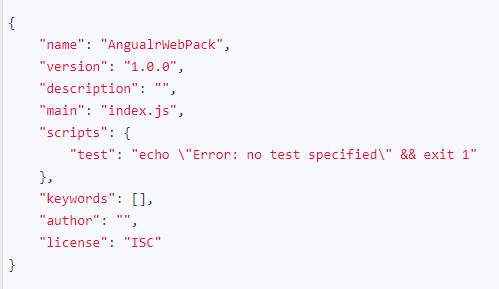 {
    "name": "AngualrWebPack",
    "version": "1.0.0",
    "description": "",
    "main": "index.js",
    "scripts": {
        "test": "echo \"Error: no test specified\" && exit 1"
    },
    "keywords": [],
    "author": "",
    "license": "ISC"
}